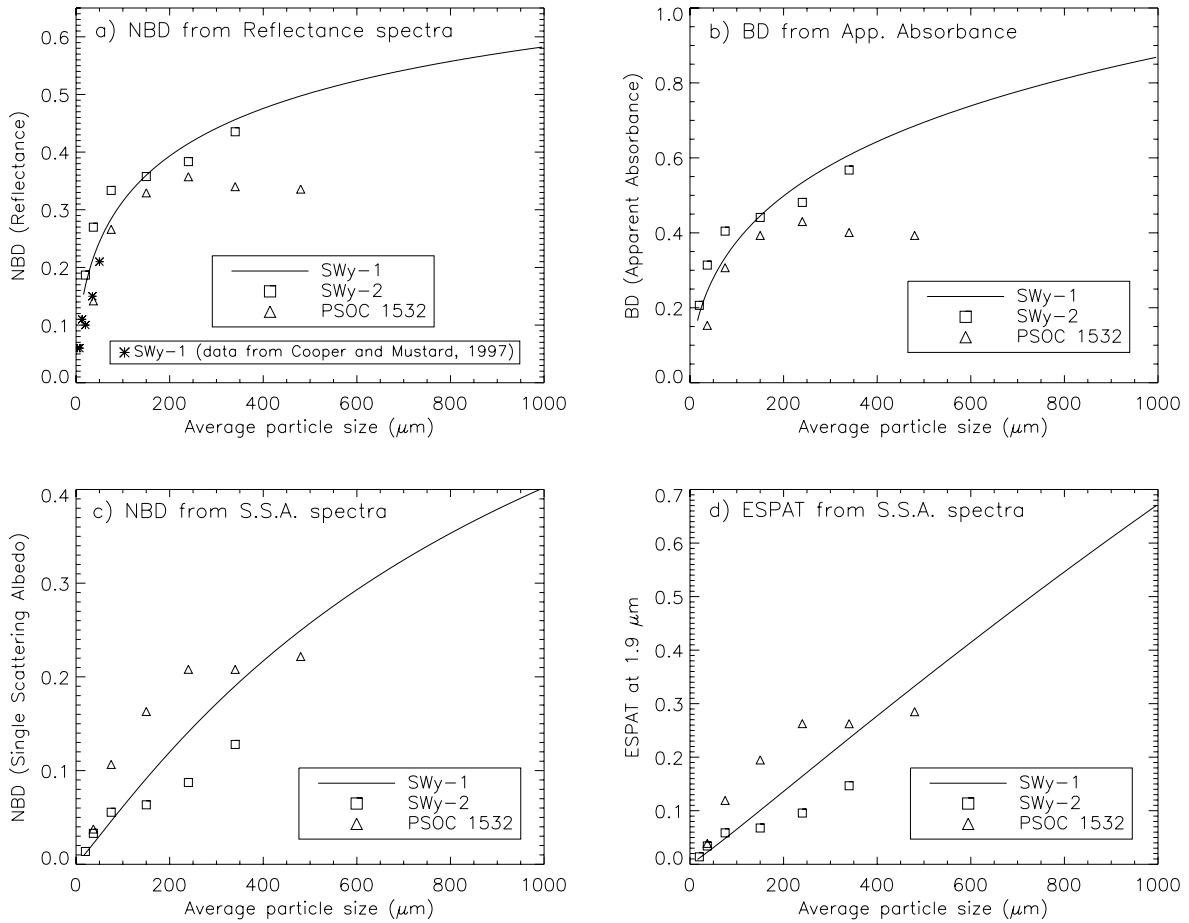 a) NBD from Reflectance spectra
NBD (Reflectance)
0.6
0.5
0.4
0.3
0.2
0.1
0.0
SWy-1
SWy-2
PSOC 1532
SWy-1 (data from Cooper and Mustard, 1997)
0 200 400 600 800 1000
Average particle size (μm)
b) BD from App. Absorbance
BD (Apparent Absorbance)
1.0
0.8
0.6
0.4
0.2
0.0
SWy-1
SWy-2
PSOC 1532
0 200 400 600 800 1000
Average particle size (μm)
c) NBD from S.S.A. spectra
NBD (Single Scattering Albedo)
0.4
0.3
0.2
0.1
0.0
SWy-1
SWy-2
PSOC 1532
0 200 400 600 800 1000
Average particle size (μm)
d) ESPAT from S.S.A. spectra
ESPAT at 1.9 μm
0.7
0.6
0.5
0.4
0.3
0.2
0.1
0.0
SWy-1
SWy-2
PSOC 1532
0 200 400 600 800 1000
Average particle size (μm)